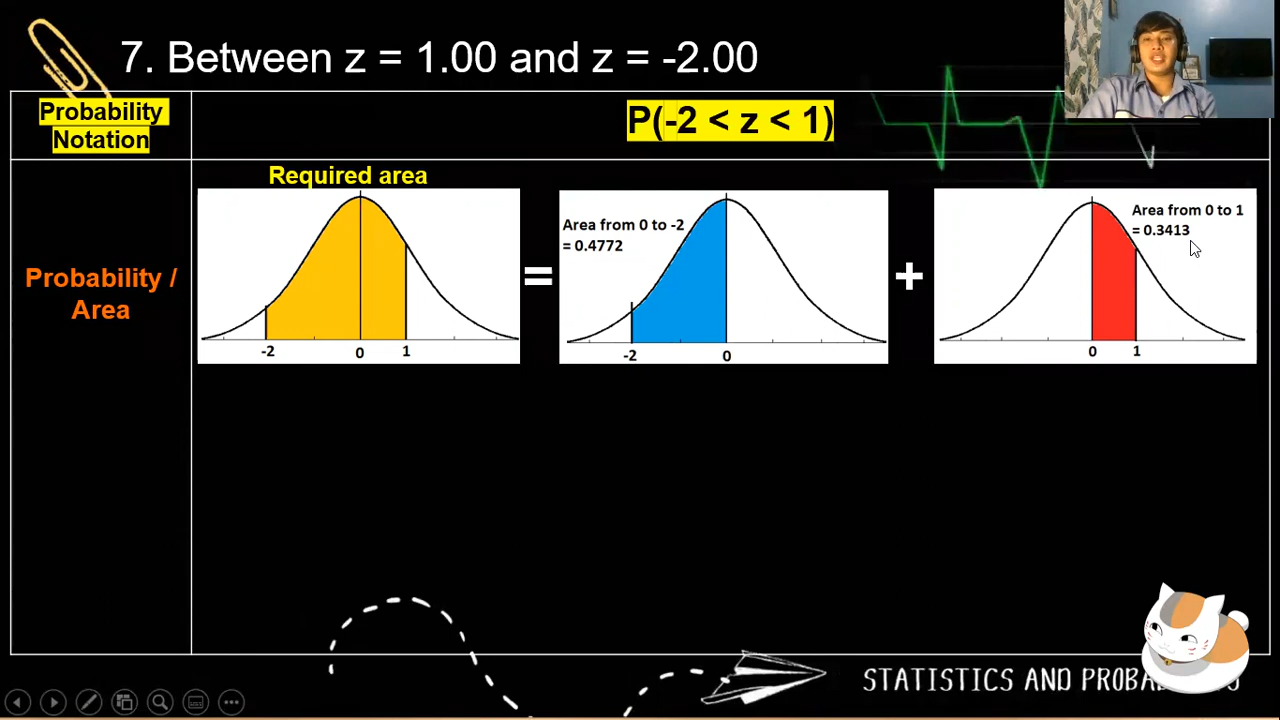 7. Between z = 1.00 and z = -2.00
Probability
Notation
P(-2 < z < 1)
Probability /
Area
Required area
-2 0 1
=
Area from 0 to -2
= 0.4772
-2 0
+
Area from 0 to 1
= 0.3413
0 1
STATISTICS AND